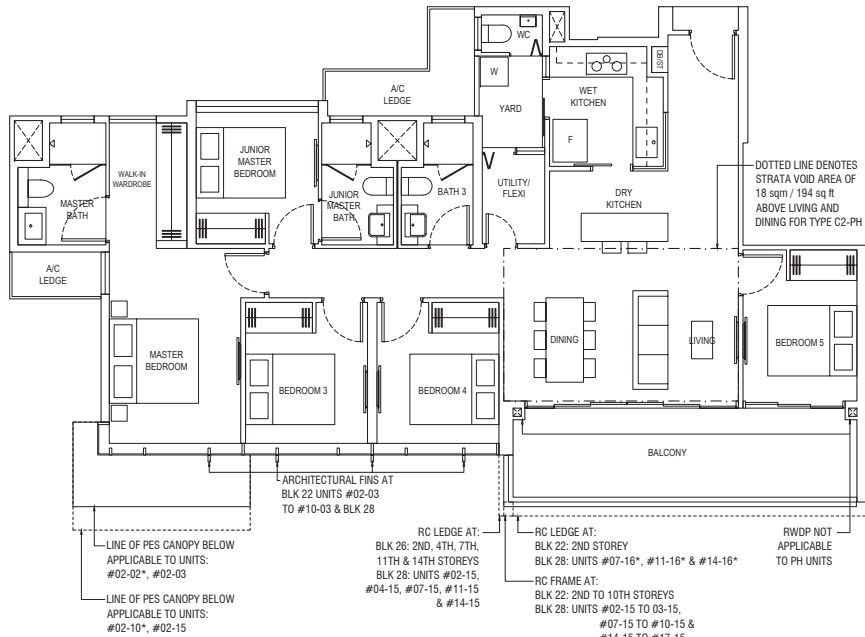 WC
W
YARD
A/C
LEDGE
WET
KITCHEN
DB/ST
F
JUNIOR
MASTER
BEDROOM
WALK-IN
WARDROBE
MASTER
BATH
JUNIOR
MASTER
BATH
BATH 3
UTILITY/
FLEXI
DRY
KITCHEN
DOTTED LINE DENOTES
STRATA VOID AREA OF
18 sqm / 194 sq ft
ABOVE LIVING AND
DINING FOR TYPE C2-PH
A/C
LEDGE
MASTER
BEDROOM
BEDROOM 3
BEDROOM 4
DINING
LIVING
BEDROOM 5
BALCONY
ARCHITECTURAL FINS AT
BLK 22 UNITS #02-03
TO #10-03 & BLK 28
LINE OF PES CANOPY BELOW
APPLICABLE TO UNITS:
#02-02*, #02-03
LINE OF PES CANOPY BELOW
APPLICABLE TO UNITS:
#02-10*, #02-15
RC LEDGE AT:
BLK 26: 2ND, 4TH, 7TH,
11TH & 14TH STOREYS
BLK 28: UNITS #02-15,
#04-15, #07-15, #11-15
& #14-15
RC LEDGE AT:
BLK 22: 2ND STOREY
BLK 28: UNITS #07-16*, #11-16* & #14-16*
RC FRAME AT:
BLK 22: 2ND TO 10TH STOREYS
BLK 28: UNITS #02-15 TO 03-15,
#07-15 TO #10-15 &
#14-15 TO #17-15
RWDP NOT
APPLICABLE
TO PH UNITS